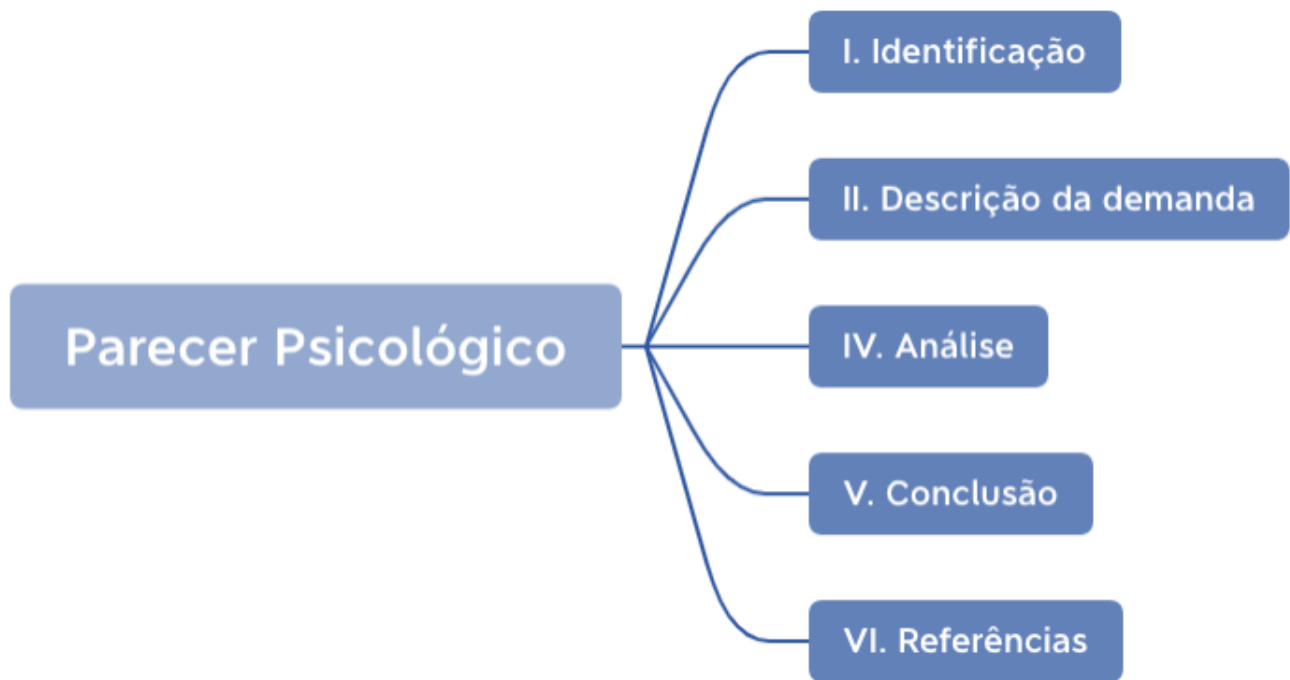 Parecer Psicológico
I. Identificação
II. Descrição da demanda
IV. Análise
V. Conclusão
VI. Referências